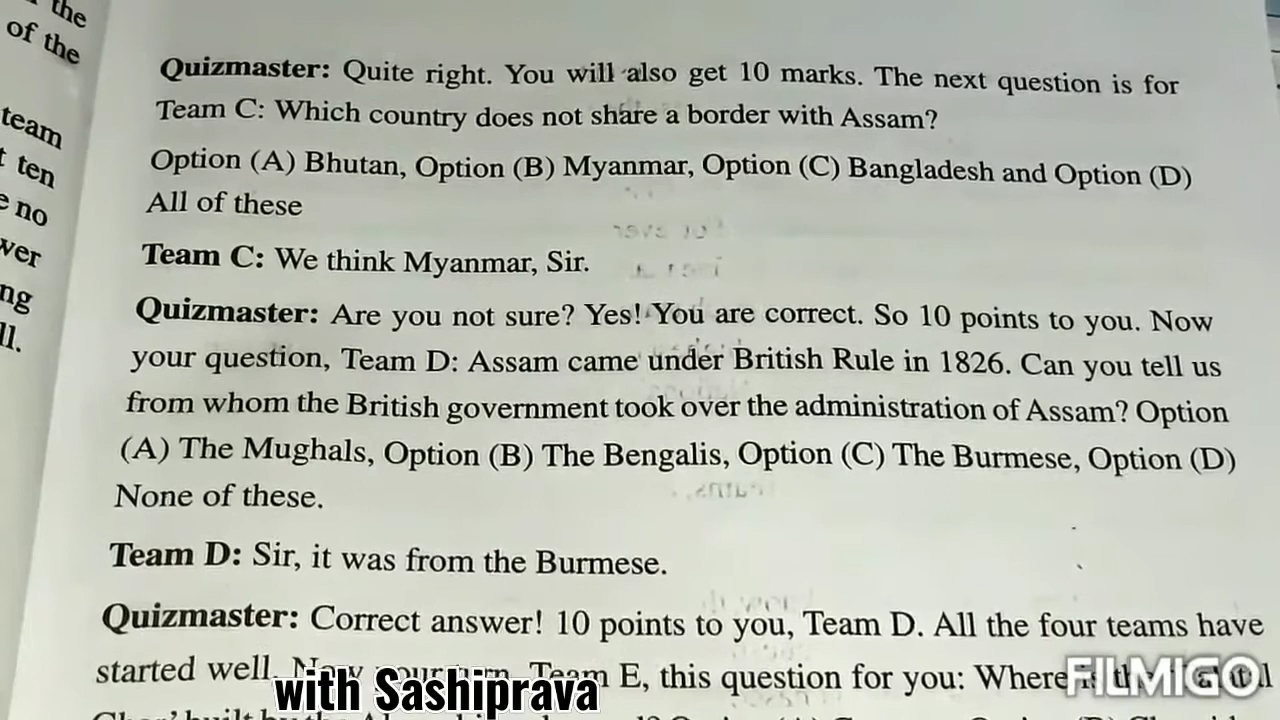 the
of the
team
ten
no
ng
ll.
Quizmaster: Quite right. You will also get 10 marks. The next question is for
Team C: Which country does not share a border with Assam?
Option (A) Bhutan, Option (B) Myanmar, Option (C) Bangladesh and Option (D)
All of these
Team C: We think Myanmar, Sir.
Quizmaster: Are you not sure? Yes! You are correct. So 10 points to you. Now
your question, Team D: Assam came under British Rule in 1826. Can you tell us
from whom the British government took over the administration of Assam? Option
(A) The Mughals, Option (B) The Bengalis, Option (C) The Burmese, Option (D)
None of these.
Team D: Sir, it was from the Burmese.
Quizmaster: Correct answer! 10 points to you, Team D. All the four teams have
started well. Now your turn, Team E, this question for you: Where
with Sashiprava
FILMIGO